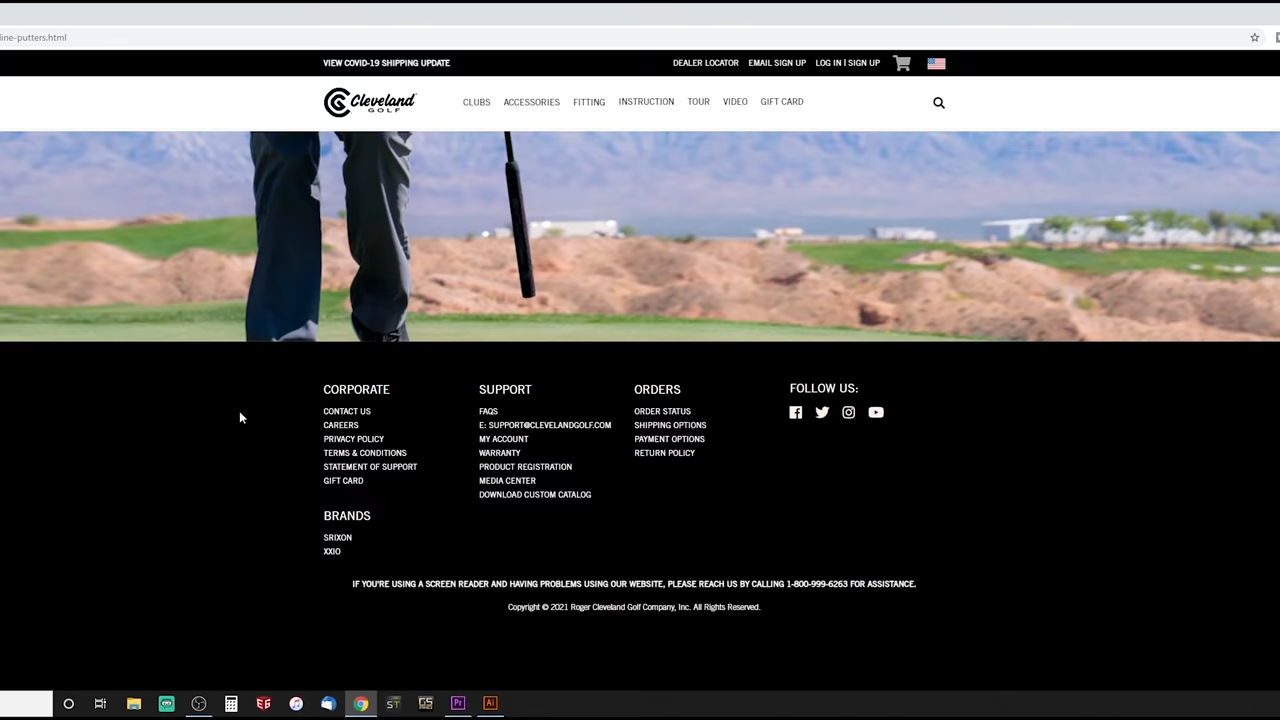 line-putters.html
VIEW COVID-19 SHIPPING UPDATE
DEALER LOCATOR EMAIL SIGN UP LOG IN | SIGN UP
Cleveland
GOLF
CLUBS ACCESSORIES FITTING INSTRUCTION TOUR VIDEO GIFT CARD
CORPORATE
CONTACT US
CAREERS
PRIVACY POLICY
TERMS & CONDITIONS
STATEMENT OF SUPPORT
GIFT CARD
BRANDS
SRIXON
XXIO
SUPPORT
FAQS
E: SUPPORT@CLEVELANDGOLF.COM
MY ACCOUNT
WARRANTY
PRODUCT REGISTRATION
MEDIA CENTER
DOWNLOAD CUSTOM CATALOG
ORDERS
ORDER STATUS
SHIPPING OPTIONS
PAYMENT OPTIONS
RETURN POLICY
FOLLOW US:
IF YOU'RE USING A SCREEN READER AND HAVING PROBLEMS USING OUR WEBSITE, PLEASE REACH US BY CALLING 1-800-999-6263 FOR ASSISTANCE.
Copyright © 2021 Roger Cleveland Golf Company, Inc. All Rights Reserved.
ST
GS
Pr
Ai